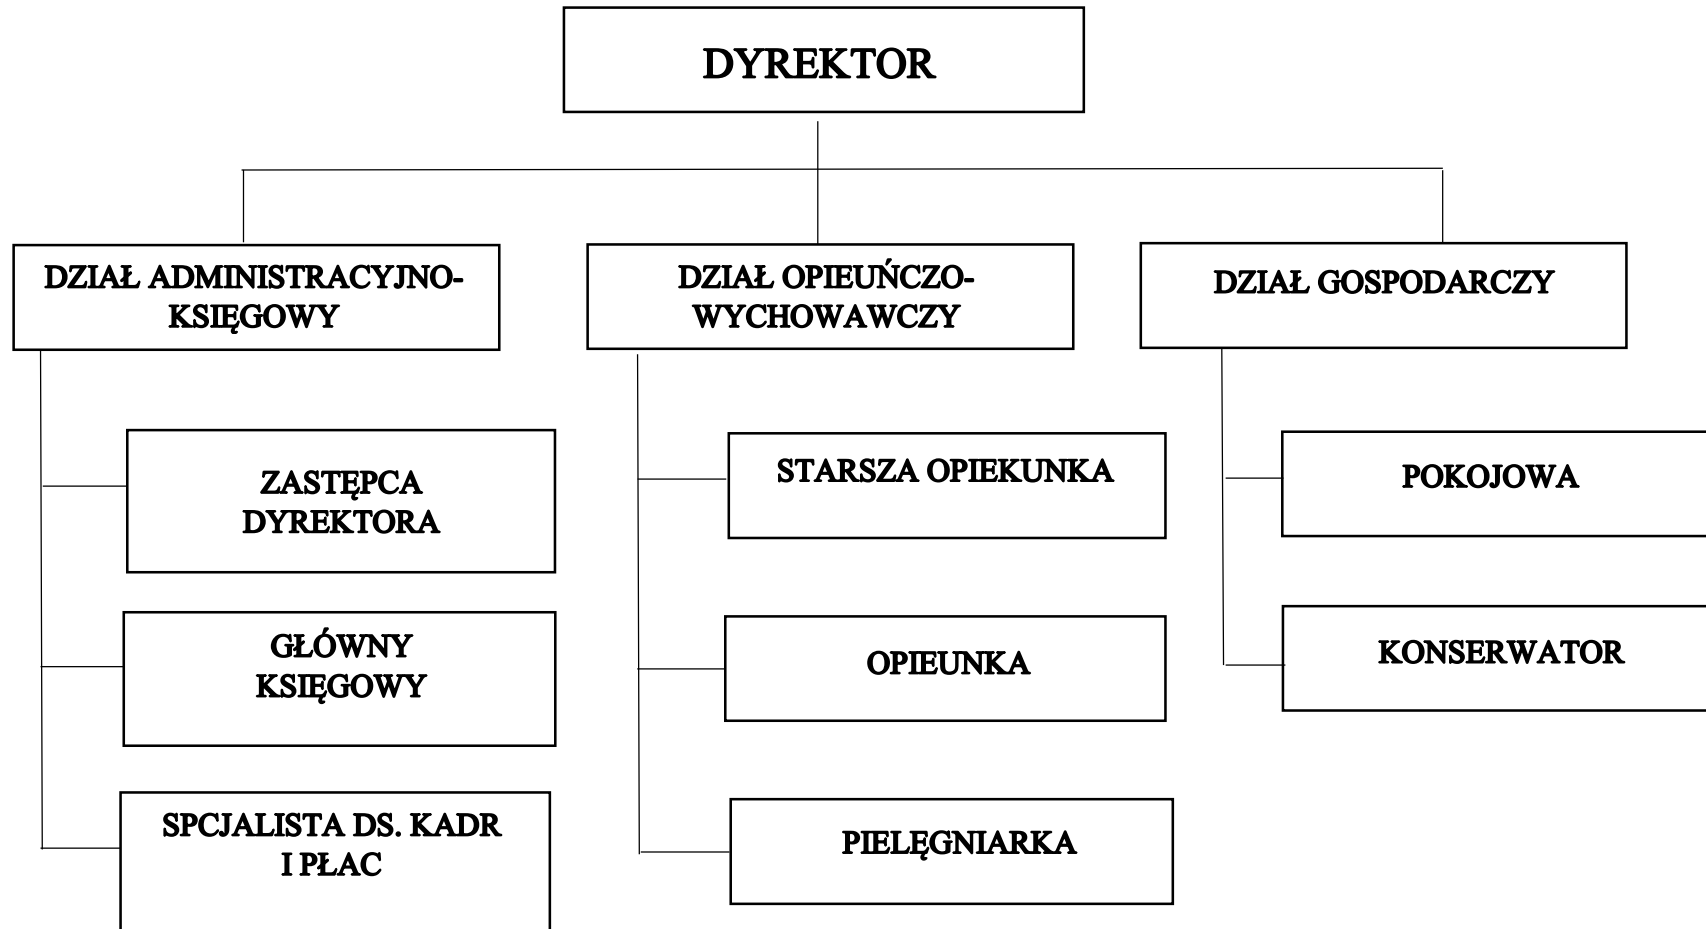 DYREKTOR
DZIAŁ ADMINISTRACYJNO-
KSIĘGOWY
DZIAŁ OPIEUŃCZO-
WYCHOWAWCZY
DZIAŁ GOSPODARCZY
ZASTĘPCA
DYREKTORA
GŁÓWNY
KSIĘGOWY
SPCJALISTA DS. KADR
I PŁAC
STARSZA OPIEKUNKA
OPIEUNKA
PIELĘGNIARKA
POKOJOWA
KONSERWATOR